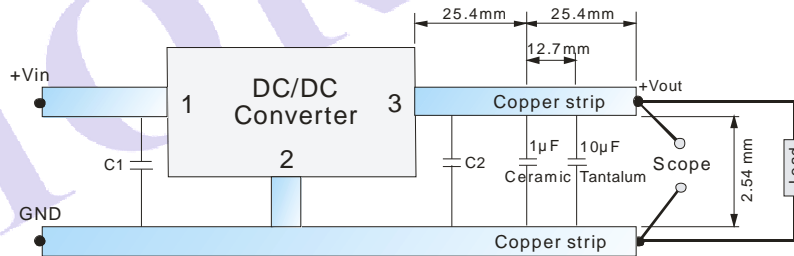 25.4mm 25.4mm
12.7mm
+Vin
DC/DC
Converter
1
3
2
Copper strip
+Vout
C1
C2
1µF
Ceramic
10µF
Tantalum
Scope
2.54 mm
Load
GND
Copper strip